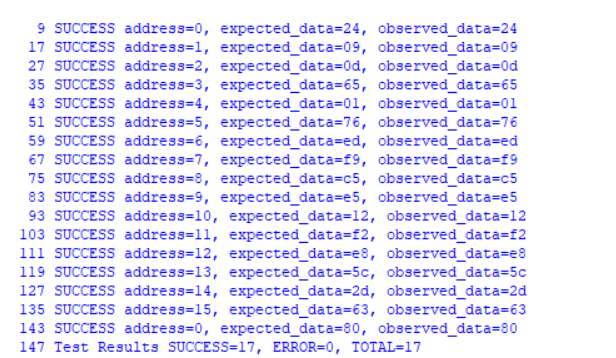 9 SUCCESS address=0, expected_data=24, observed_data=24
17 SUCCESS address=1, expected_data=09, observed_data=09
27 SUCCESS address=2, expected_data=0d, observed_data=0d
35 SUCCESS address=3, expected_data=65, observed_data=65
43 SUCCESS address=4, expected_data=01, observed_data=01
51 SUCCESS address=5, expected_data=76, observed_data=76
59 SUCCESS address=6, expected_data=ed, observed_data=ed
67 SUCCESS address=7, expected_data=f9, observed_data=f9
75 SUCCESS address=8, expected_data=c5, observed_data=c5
83 SUCCESS address=9, expected_data=e5, observed_data=e5
93 SUCCESS address=10, expected_data=12, observed_data=12
103 SUCCESS address=11, expected_data=f2, observed_data=f2
111 SUCCESS address=12, expected_data=e8, observed_data=e8
119 SUCCESS address=13, expected_data=5c, observed_data=5c
127 SUCCESS address=14, expected_data=2d, observed_data=2d
135 SUCCESS address=15, expected_data=63, observed_data=63
143 SUCCESS address=0, expected_data=80, observed_data=80
147 Test Results SUCCESS=17, ERROR=0, TOTAL=17